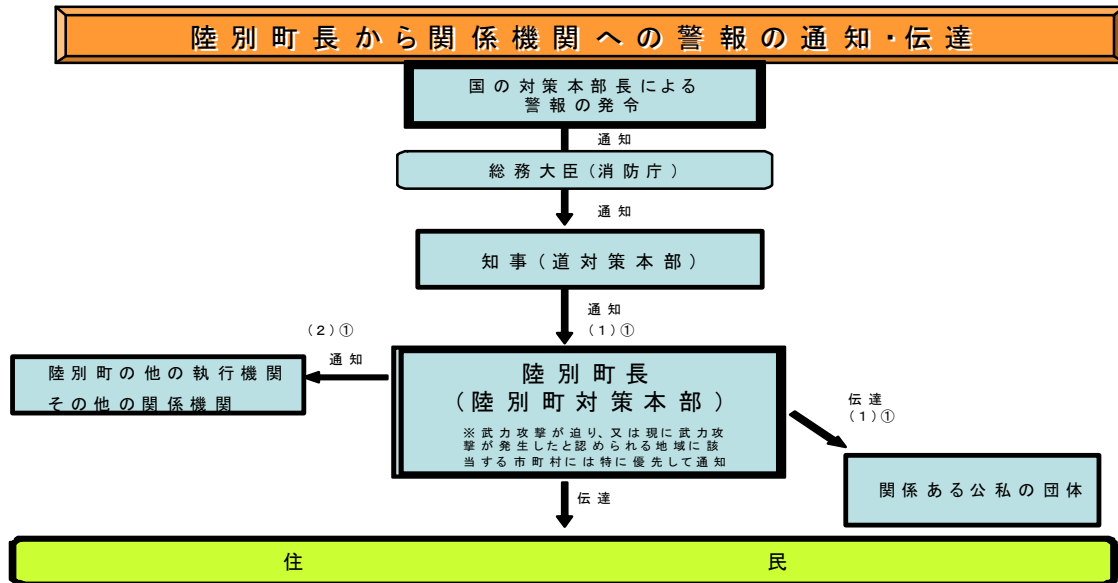 陸別町長から関係機関への警報の通知・伝達
国の対策本部長による
警報の発令
通知
総務大臣(消防庁)
通知
知事(道対策本部)
通知
(1)①
(2)①
通知
陸別町の他の執行機関
その他の関係機関
陸別町長
(陸別町対策本部)
※武力攻撃が迫り、又は現に武力攻
撃が発生したと認められる地域に該
当する市町村には特に優先して通知
伝達
(1)①
関係ある公私の団体
伝達
住民